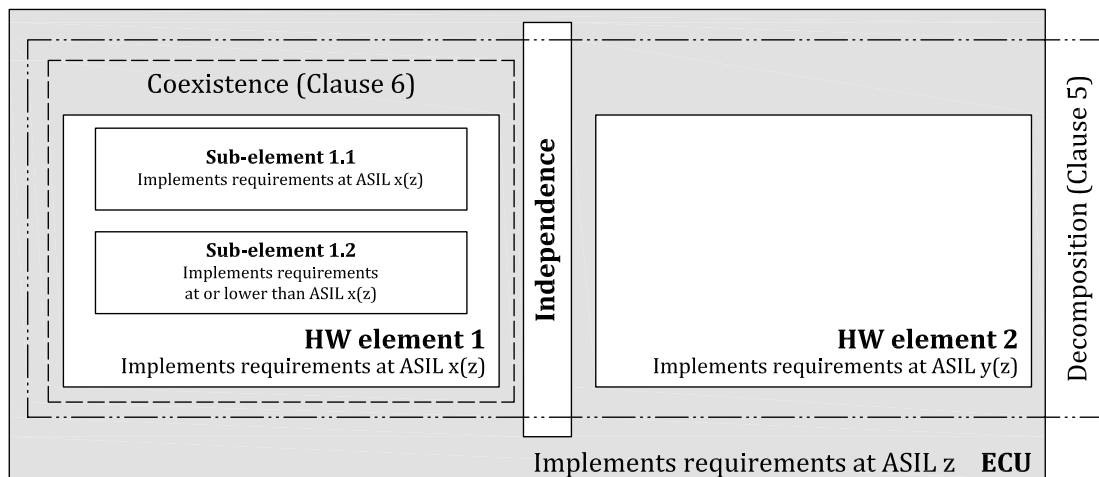 Coexistence (Clause 6)
Sub-element 1.1
Implements requirements at ASIL x(z)
Sub-element 1.2
Implements requirements
at or lower than ASIL x(z)
HW element 1
Implements requirements at ASIL x(z)
Independence
HW element 2
Implements requirements at ASIL y(z)
Decomposition (Clause 5)
Implements requirements at ASIL z ECU